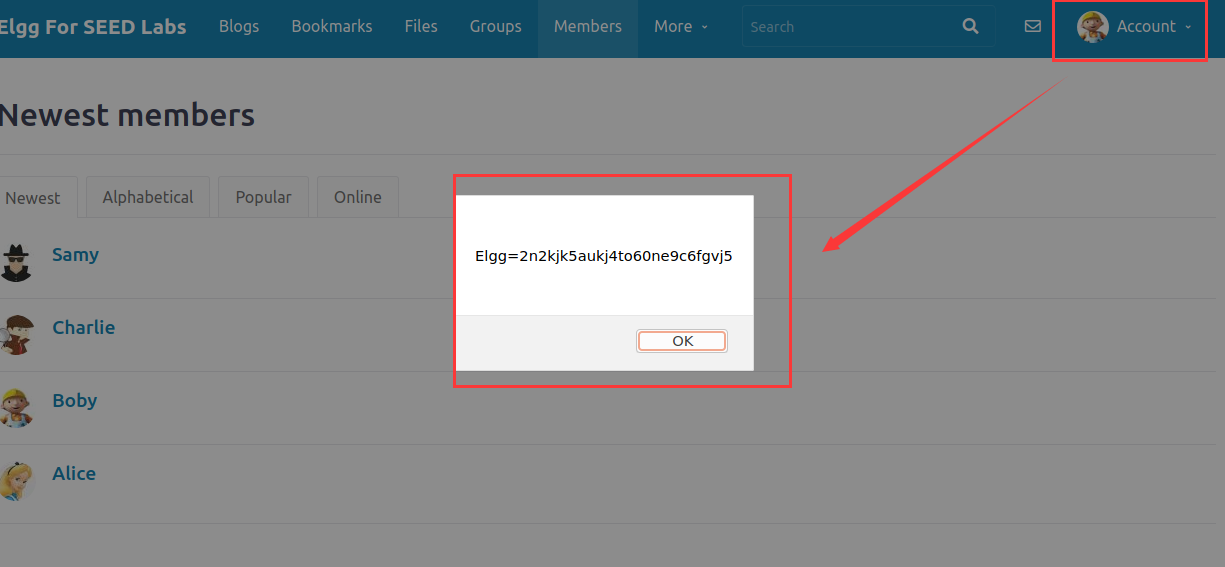 Elgg For SEED Labs Blogs Bookmarks Files Groups Members More Search Account
Newest members
Newest Alphabetical Popular Online
Samy
Elgg=2n2kjk5aukj4to60ne9c6fgvj5
Charlie
OK
Boby
Alice